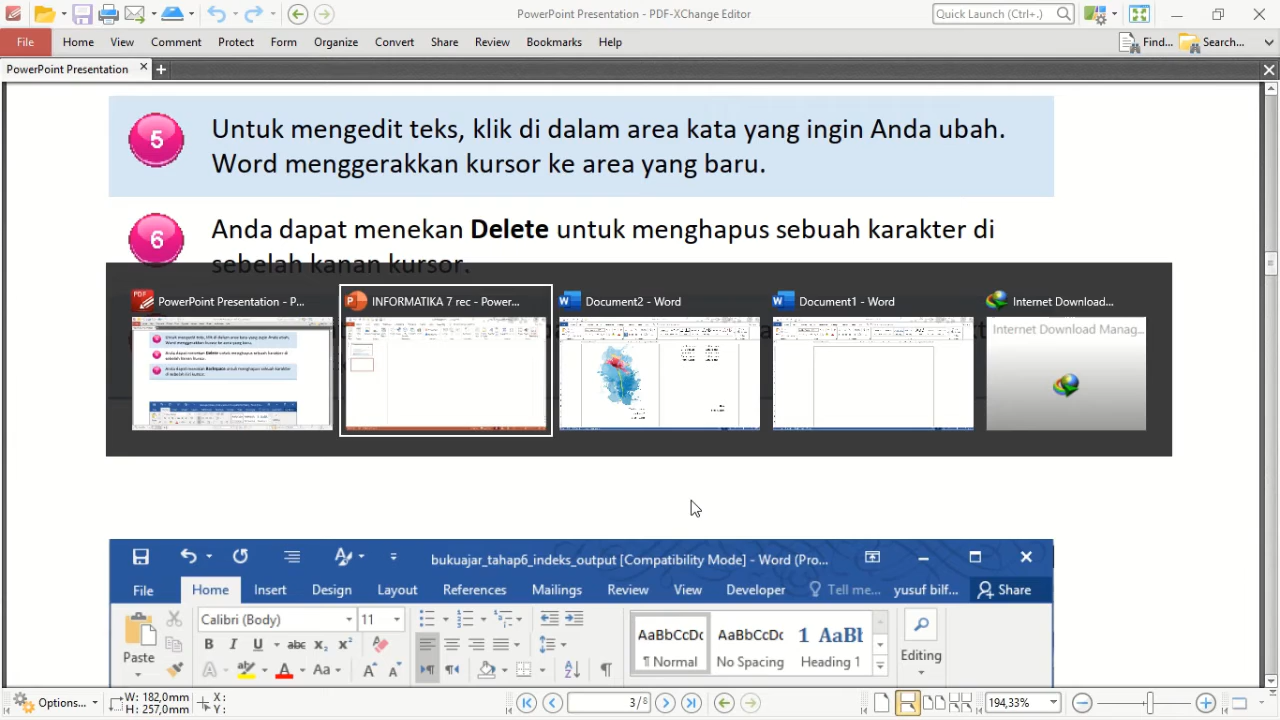 PowerPoint Presentation - PDF-XChange Editor
Quick Launch (Ctrl+.)
File Home View Comment Protect Form Organize Convert Share Review Bookmarks Help
Find... Search...
PowerPoint Presentation
5 Untuk mengedit teks, klik di dalam area kata yang ingin Anda ubah.
Word menggerakkan kursor ke area yang baru.
6 Anda dapat menekan Delete untuk menghapus sebuah karakter di
sebelah kanan kursor.
PowerPoint Presentation - P... INFORMATIKA 7 rec - Power... Document2 - Word Document1 - Word Internet Download...
Internet Download Manag...
bukuajar_tahap6_indeks_output [Compatibility Mode] - Word (Pro...
File Home Insert Design Layout References Mailings Review View Developer Tell me... yusuf bilf... Share
Calibri (Body) 11
AaBbCcDc AaBbCcDc 1 AaBb
Paste ¶ Normal No Spacing Heading 1 Editing
Options... W: 182,0mm H: 257,0mm X: Y: 3/8 194,33%